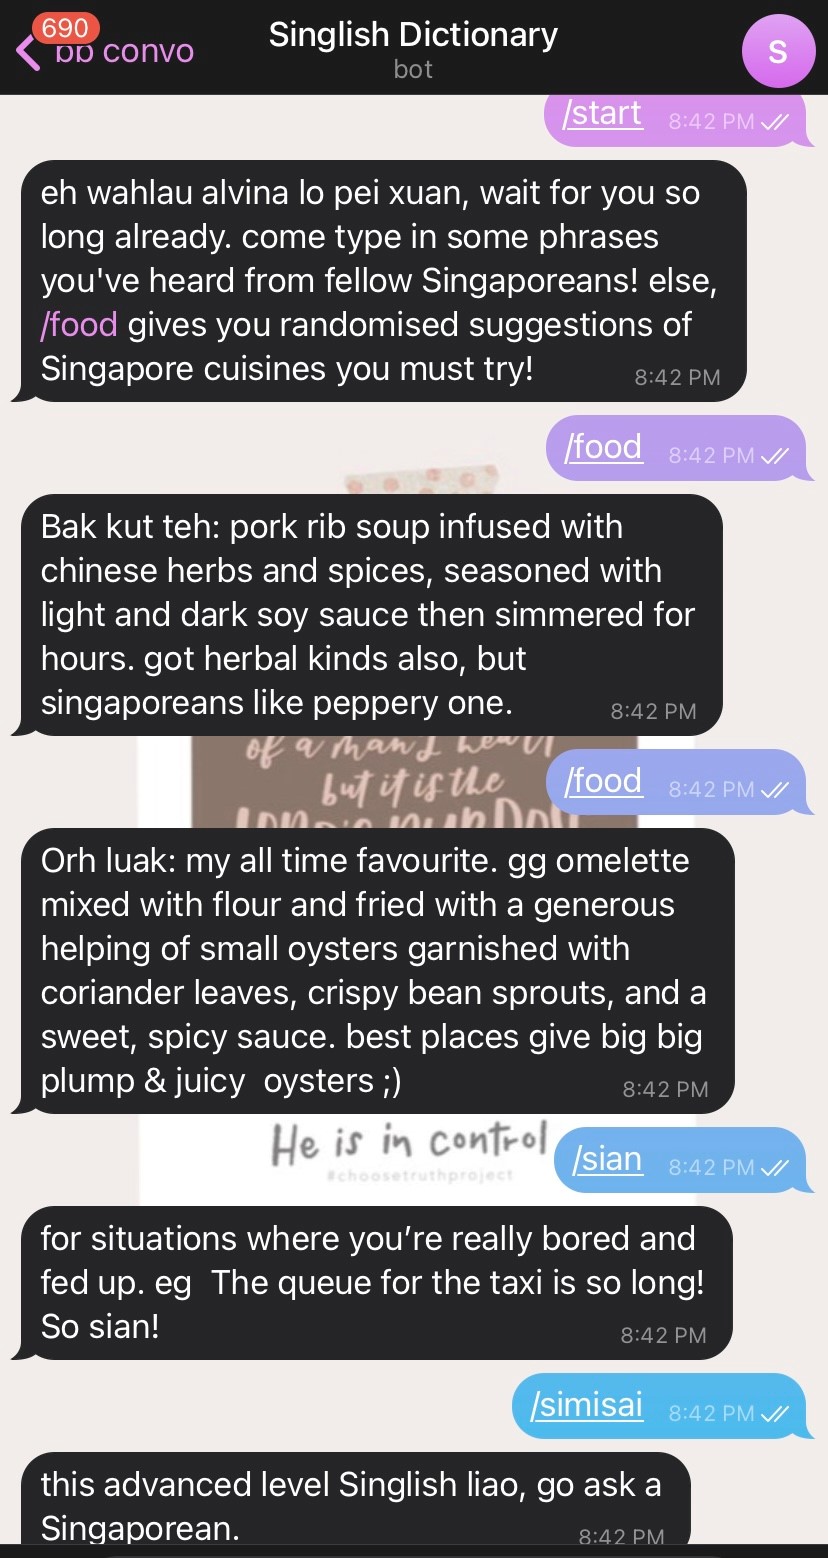 690
bb convo
Singlish Dictionary
bot
S
/start 8:42 PM
eh wahlau alvina lo pei xuan, wait for you so
long already. come type in some phrases
you've heard from fellow Singaporeans! else,
/food gives you randomised suggestions of
Singapore cuisines you must try! 8:42 PM
/food 8:42 PM
Bak kut teh: pork rib soup infused with
chinese herbs and spices, seasoned with
light and dark soy sauce then simmered for
hours. got herbal kinds also, but
singaporeans like peppery one. 8:42 PM
of a man's heart
but it is the
/food 8:42 PM
Orh luak: my all time favourite. gg omelette
mixed with flour and fried with a generous
helping of small oysters garnished with
coriander leaves, crispy bean sprouts, and a
sweet, spicy sauce. best places give big big
plump & juicy  oysters ;) 8:42 PM
He is in control
#choosetruthproject
/sian 8:42 PM
for situations where you’re really bored and
fed up. eg  The queue for the taxi is so long!
So sian! 8:42 PM
/simisai 8:42 PM
this advanced level Singlish liao, go ask a
Singaporean. 8:42 PM